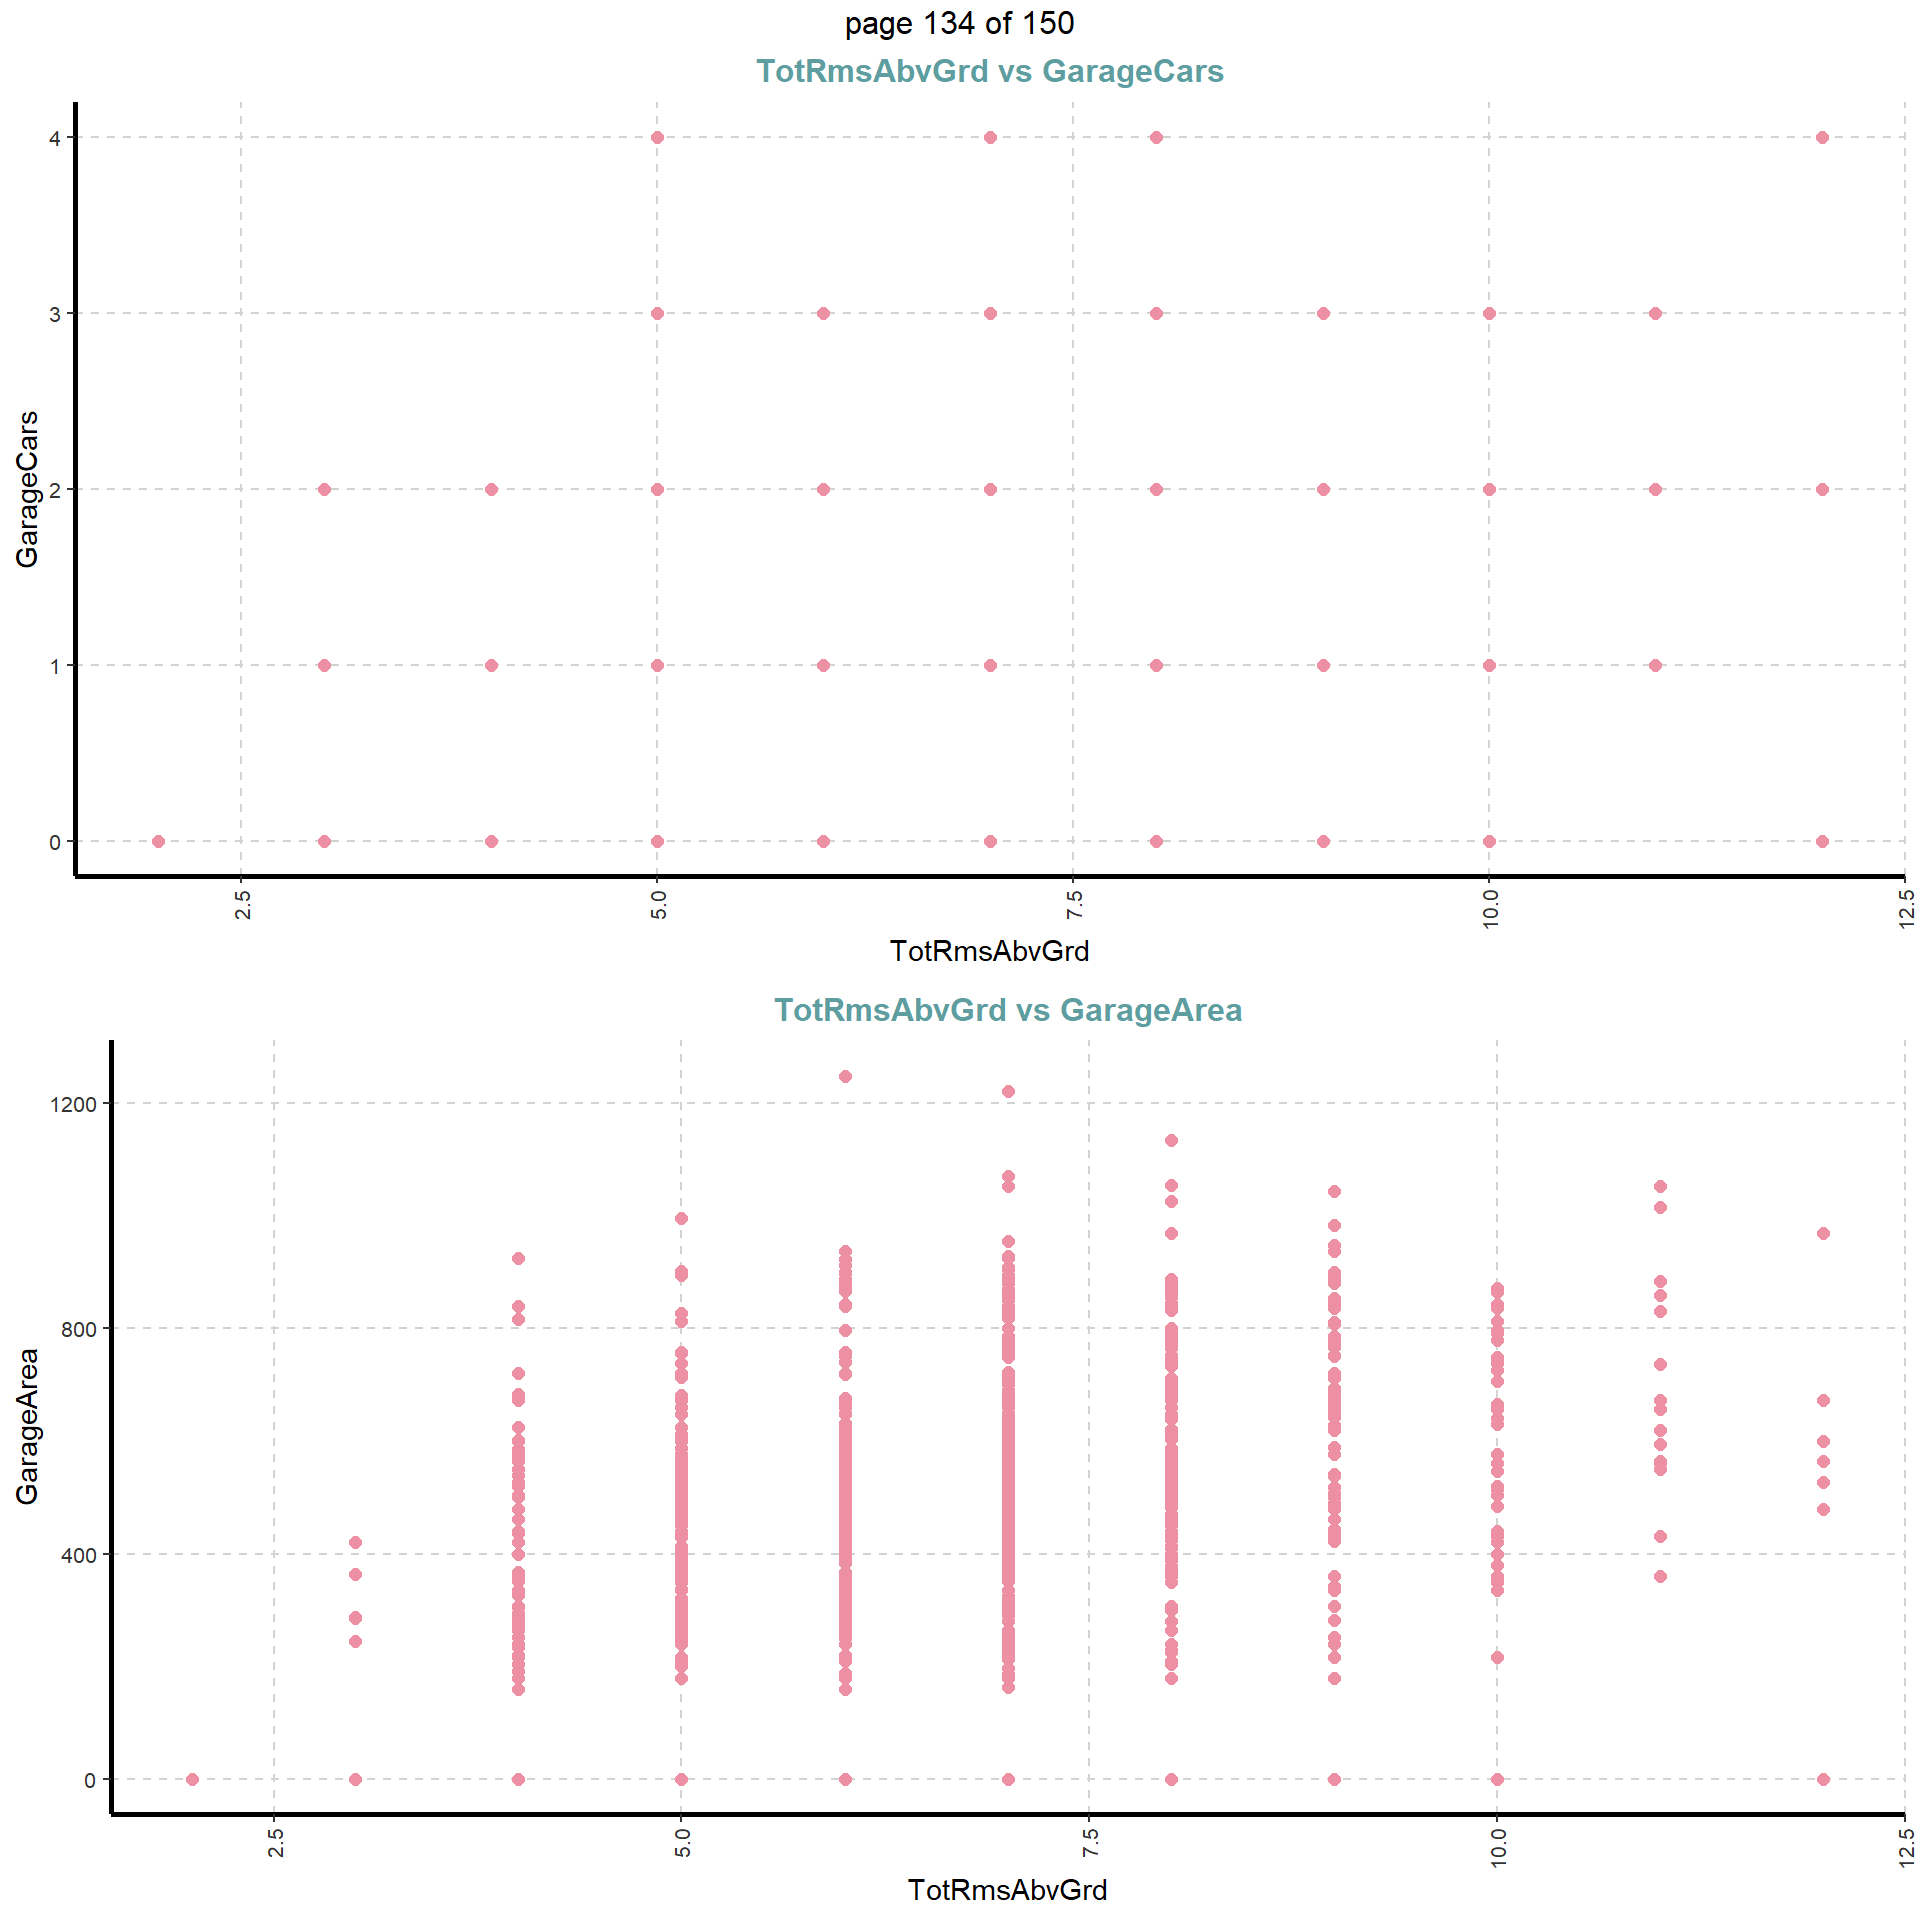 page 134 of 150
TotRmsAbvGrd vs GarageCars
4
3
2
1
0
GarageCars
2.5 5.0 7.5 10.0 12.5
TotRmsAbvGrd
TotRmsAbvGrd vs GarageArea
1200
800
400
0
GarageArea
2.5 5.0 7.5 10.0 12.5
TotRmsAbvGrd